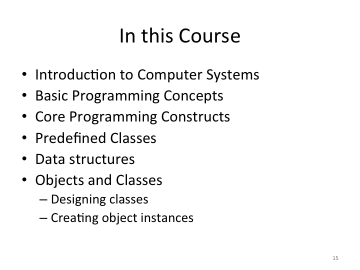 In this Course
• Introduction to Computer Systems
• Basic Programming Concepts
• Core Programming Constructs
• Predefined Classes
• Data structures
• Objects and Classes
– Designing classes
– Creating object instances
15